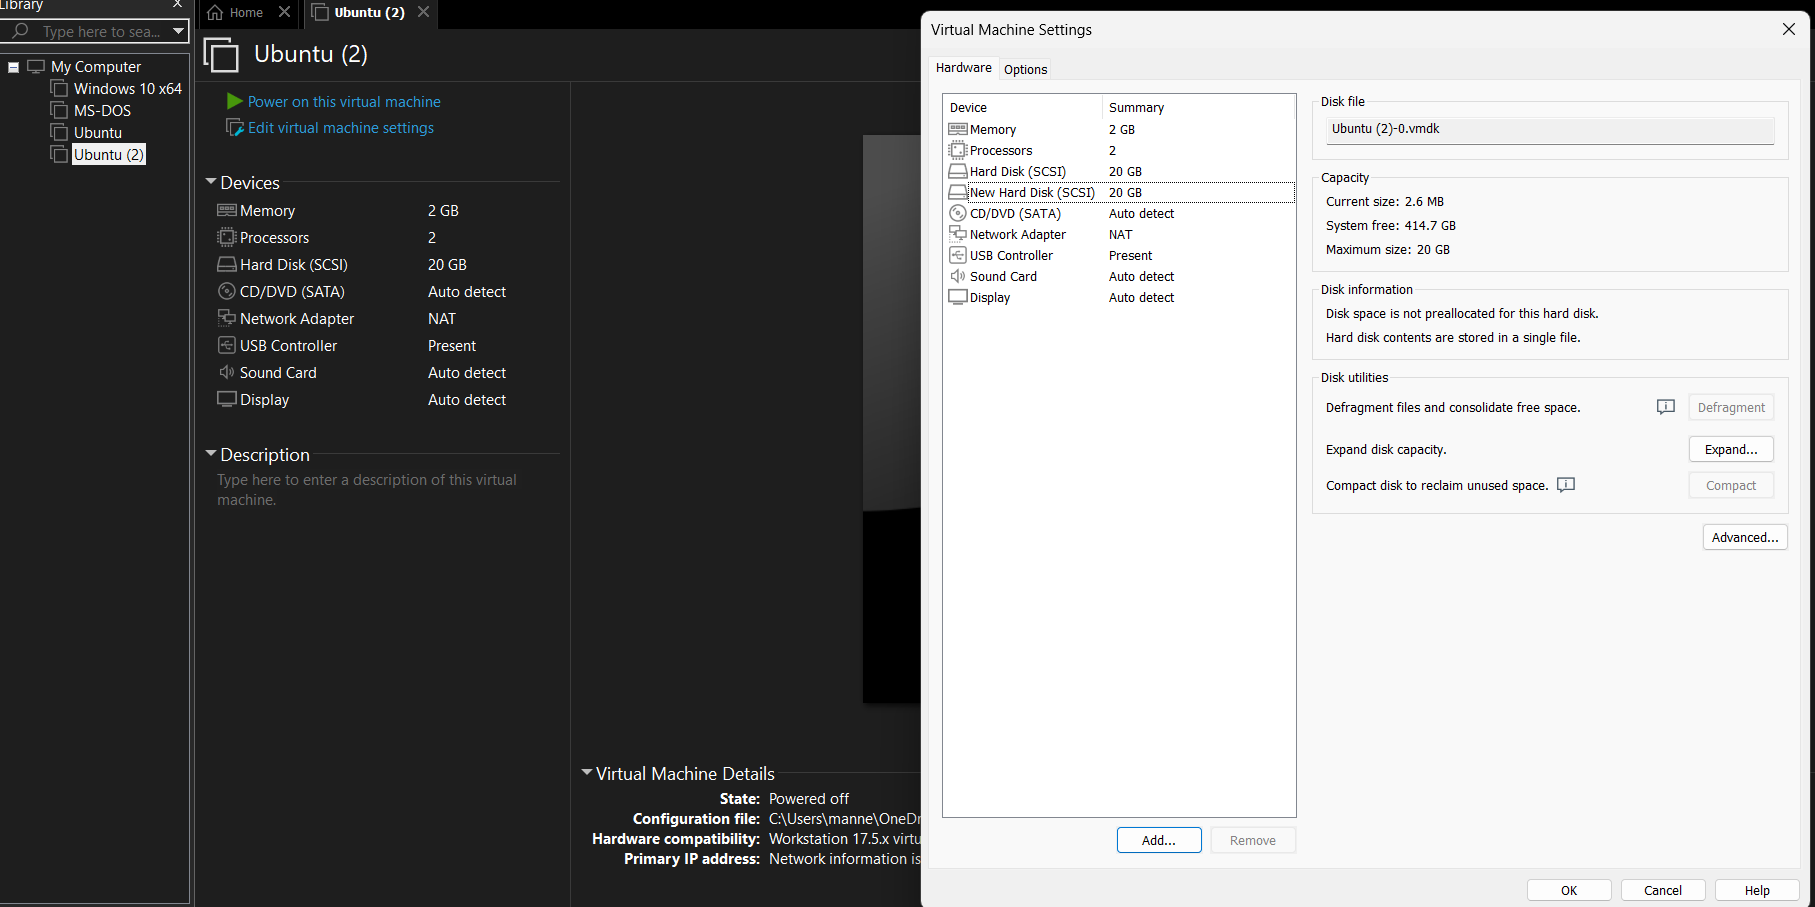 Library
Type here to sea...
My Computer
Windows 10 x64
MS-DOS
Ubuntu
Ubuntu (2)
Home
Ubuntu (2)
Ubuntu (2)
Power on this virtual machine
Edit virtual machine settings
Devices
Memory 2 GB
Processors 2
Hard Disk (SCSI) 20 GB
CD/DVD (SATA) Auto detect
Network Adapter NAT
USB Controller Present
Sound Card Auto detect
Display Auto detect
Description
Type here to enter a description of this virtual
machine.
Virtual Machine Details
State: Powered off
Configuration file: C:\Users\manne\OneDr
Hardware compatibility: Workstation 17.5.x virtu
Primary IP address: Network information is
Virtual Machine Settings
Hardware Options
Device Summary
Memory 2 GB
Processors 2
Hard Disk (SCSI) 20 GB
New Hard Disk (SCSI) 20 GB
CD/DVD (SATA) Auto detect
Network Adapter NAT
USB Controller Present
Sound Card Auto detect
Display Auto detect
Add... Remove
Disk file
Ubuntu (2)-0.vmdk
Capacity
Current size: 2.6 MB
System free: 414.7 GB
Maximum size: 20 GB
Disk information
Disk space is not preallocated for this hard disk.
Hard disk contents are stored in a single file.
Disk utilities
Defragment files and consolidate free space. Defragment
Expand disk capacity. Expand...
Compact disk to reclaim unused space. Compact
Advanced...
OK Cancel Help